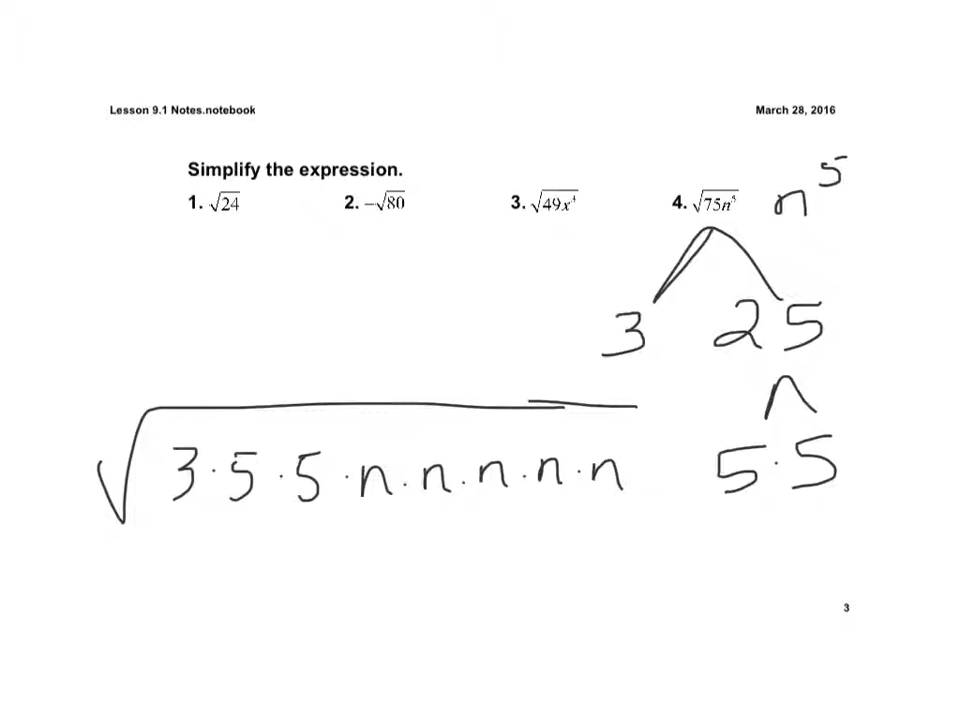 Lesson 9.1 Notes.notebook March 28, 2016
Simplify the expression.
1. √24 2. –√80 3. √49x⁴ 4. √75n⁵ n⁵
3 25
√3·5·5·n·n·n·n·n 5·5
3